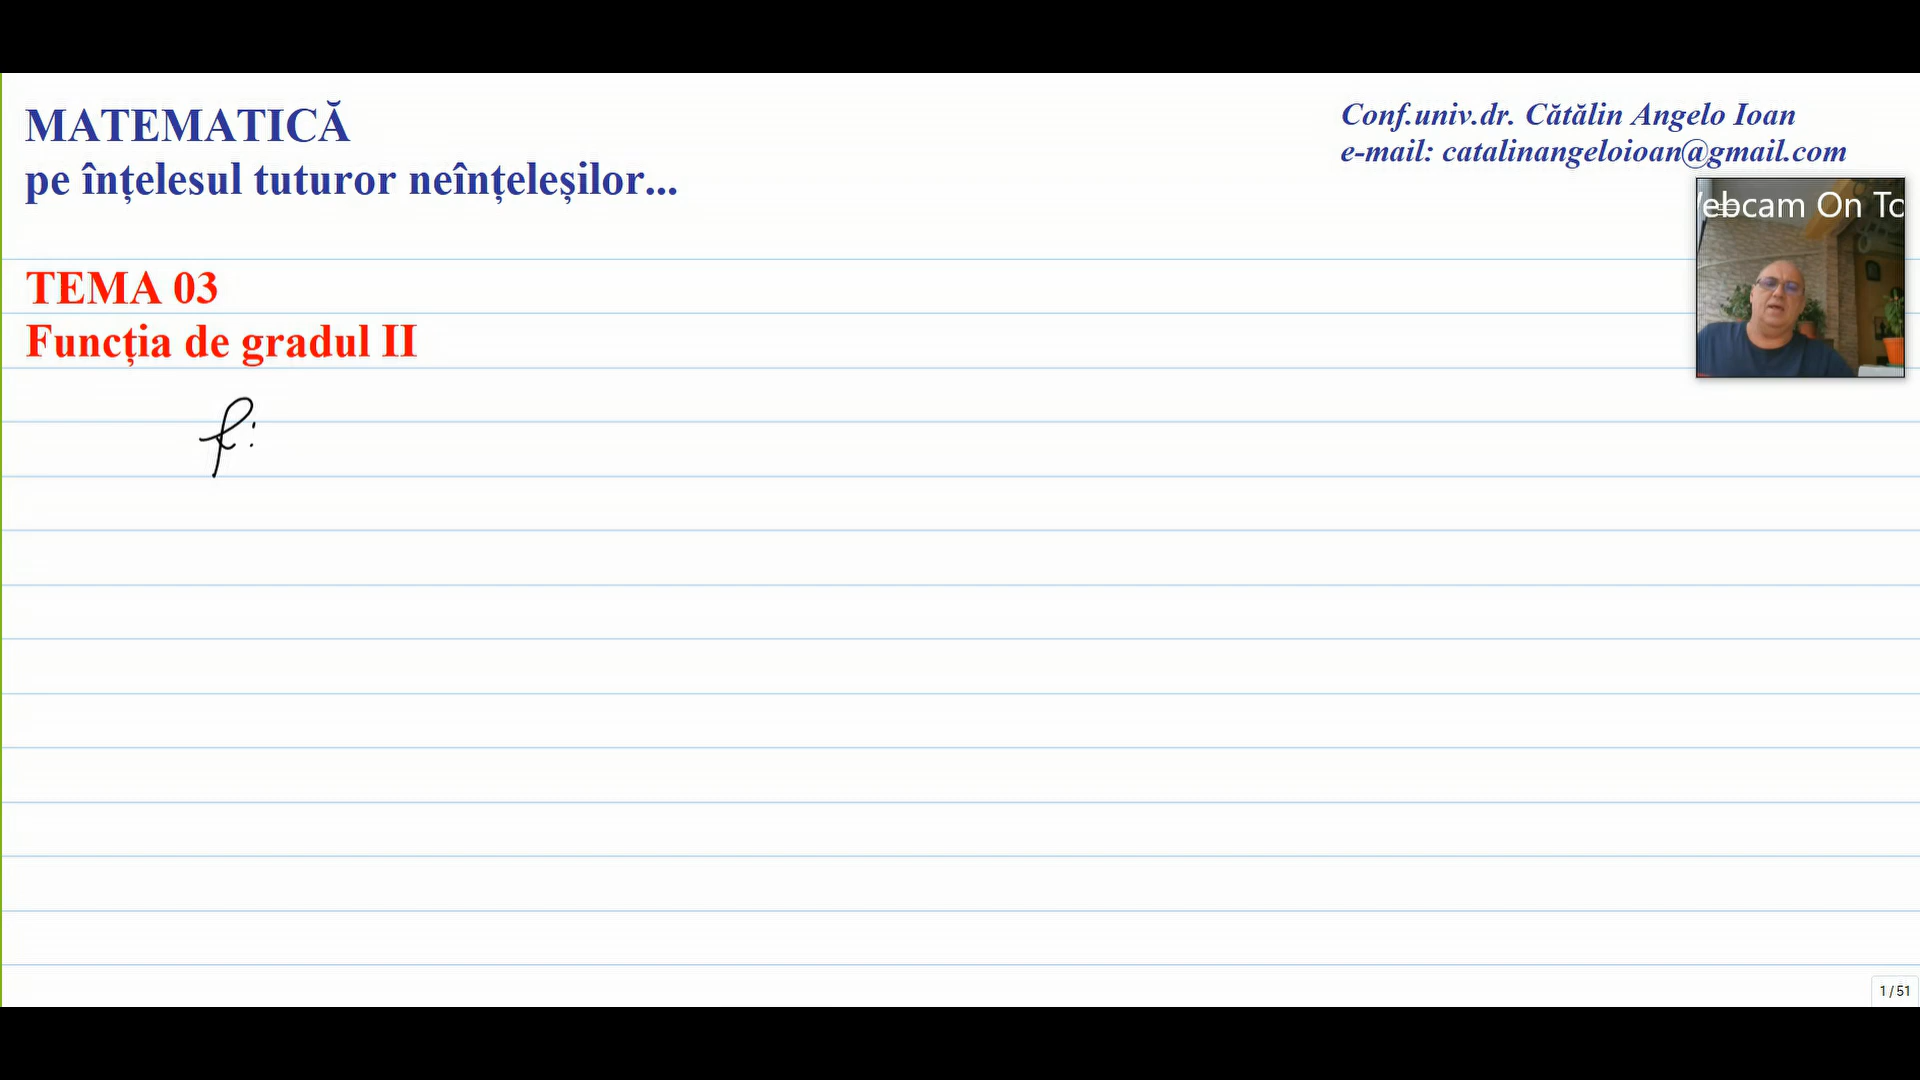 MATEMATICĂ
pe înțelesul tuturor neînțeleșilor...
Conf.univ.dr. Cătălin Angelo Ioan
e-mail: catalinangeloioan@gmail.com
ebcam On To
TEMA 03
Funcția de gradul II
f:
1 / 51